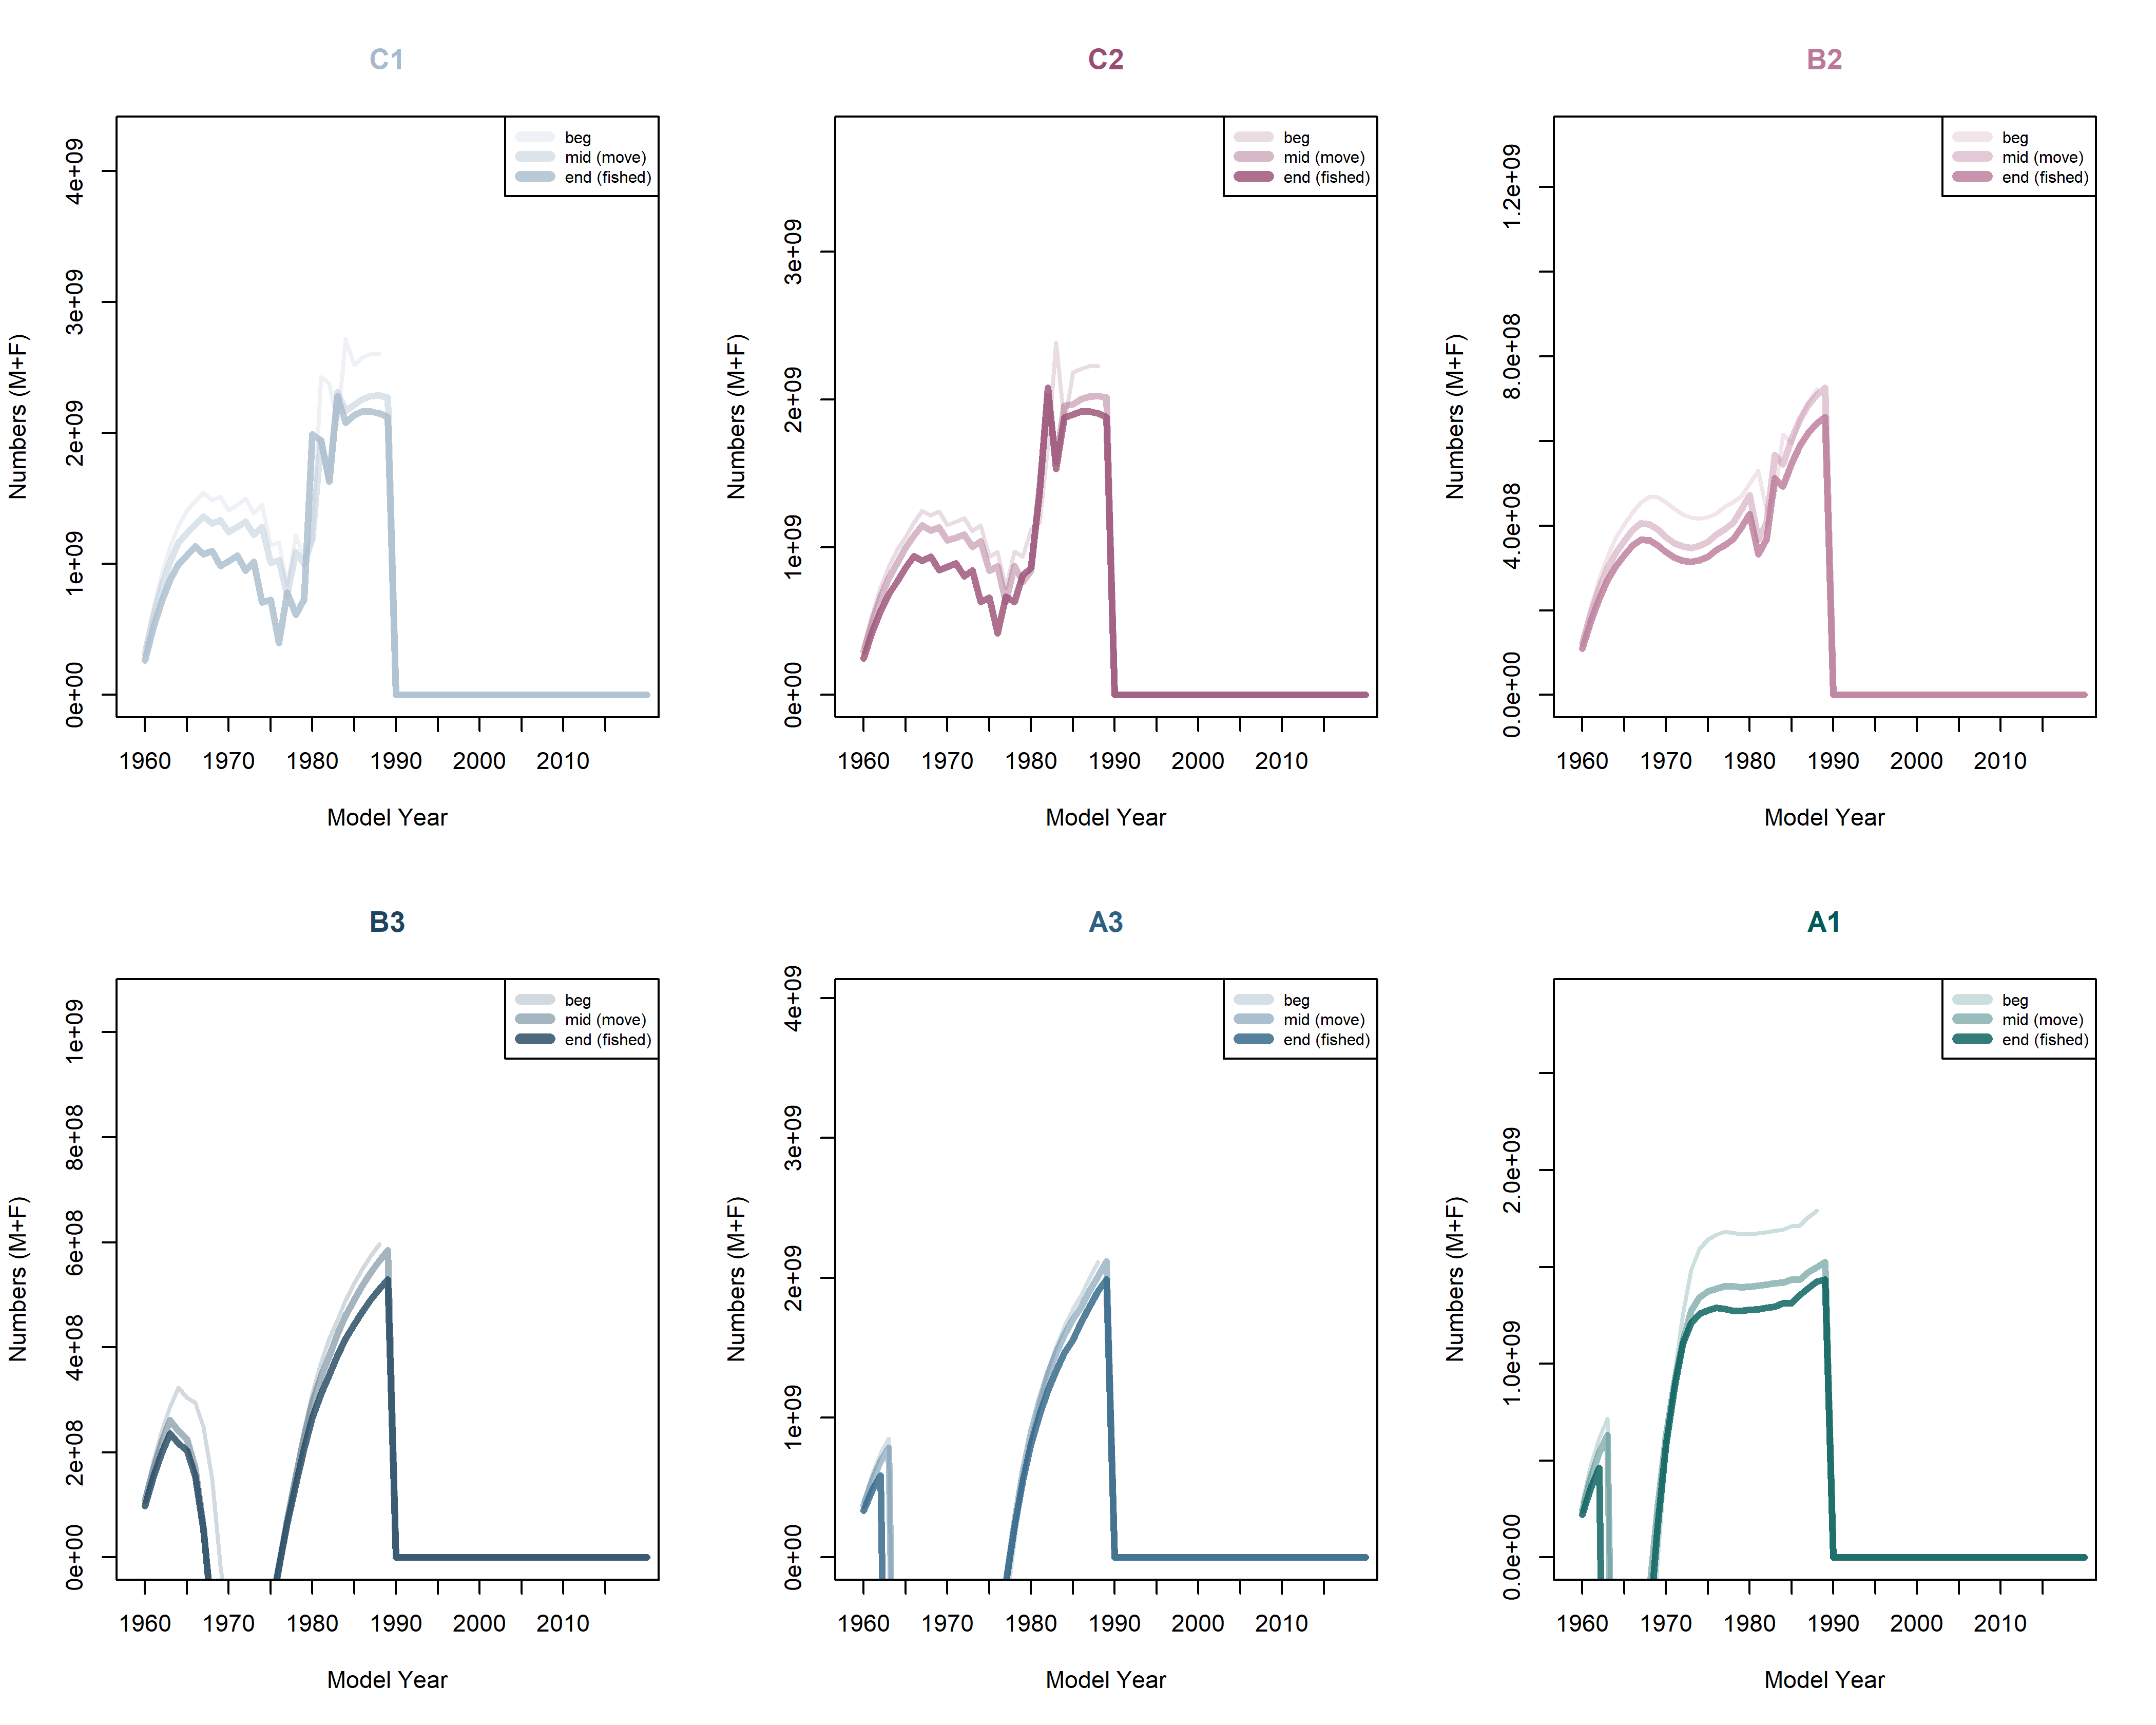 C1
beg
mid (move)
end (fished)
Numbers (M+F)
0e+00 1e+09 2e+09 3e+09 4e+09
1960 1970 1980 1990 2000 2010
Model Year
C2
beg
mid (move)
end (fished)
Numbers (M+F)
0e+00 1e+09 2e+09 3e+09
1960 1970 1980 1990 2000 2010
Model Year
B2
beg
mid (move)
end (fished)
Numbers (M+F)
0.0e+00 4.0e+08 8.0e+08 1.2e+09
1960 1970 1980 1990 2000 2010
Model Year
B3
beg
mid (move)
end (fished)
Numbers (M+F)
0e+00 2e+08 4e+08 6e+08 8e+08 1e+09
1960 1970 1980 1990 2000 2010
Model Year
A3
beg
mid (move)
end (fished)
Numbers (M+F)
0e+00 1e+09 2e+09 3e+09 4e+09
1960 1970 1980 1990 2000 2010
Model Year
A1
beg
mid (move)
end (fished)
Numbers (M+F)
0.0e+00 1.0e+09 2.0e+09
1960 1970 1980 1990 2000 2010
Model Year